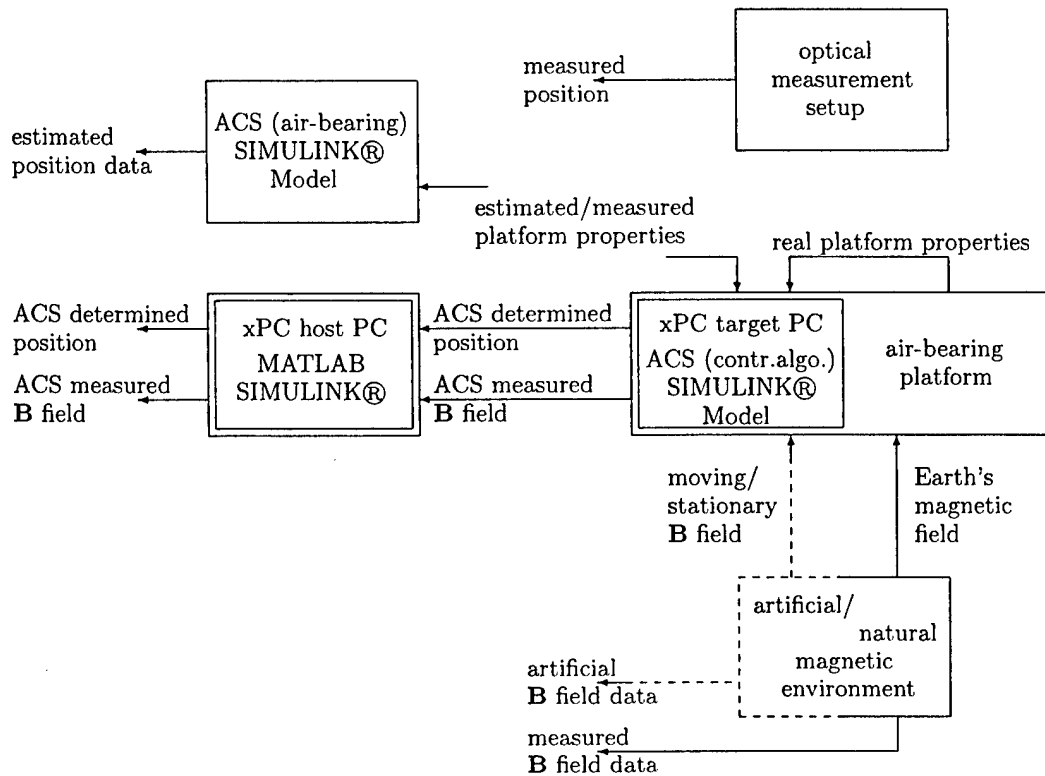 optical
measurement
setup
measured
position
ACS (air-bearing)
SIMULINK®
Model
estimated
position data
estimated/measured
platform properties
real platform properties
ACS determined
position
ACS measured
B field
xPC host PC
MATLAB
SIMULINK®
ACS determined
position
ACS measured
B field
xPC target PC
ACS (contr.algo.)
SIMULINK®
Model
air-bearing
platform
moving/
stationary
B field
Earth's
magnetic
field
artificial/
natural
magnetic
environment
artificial
B field data
measured
B field data